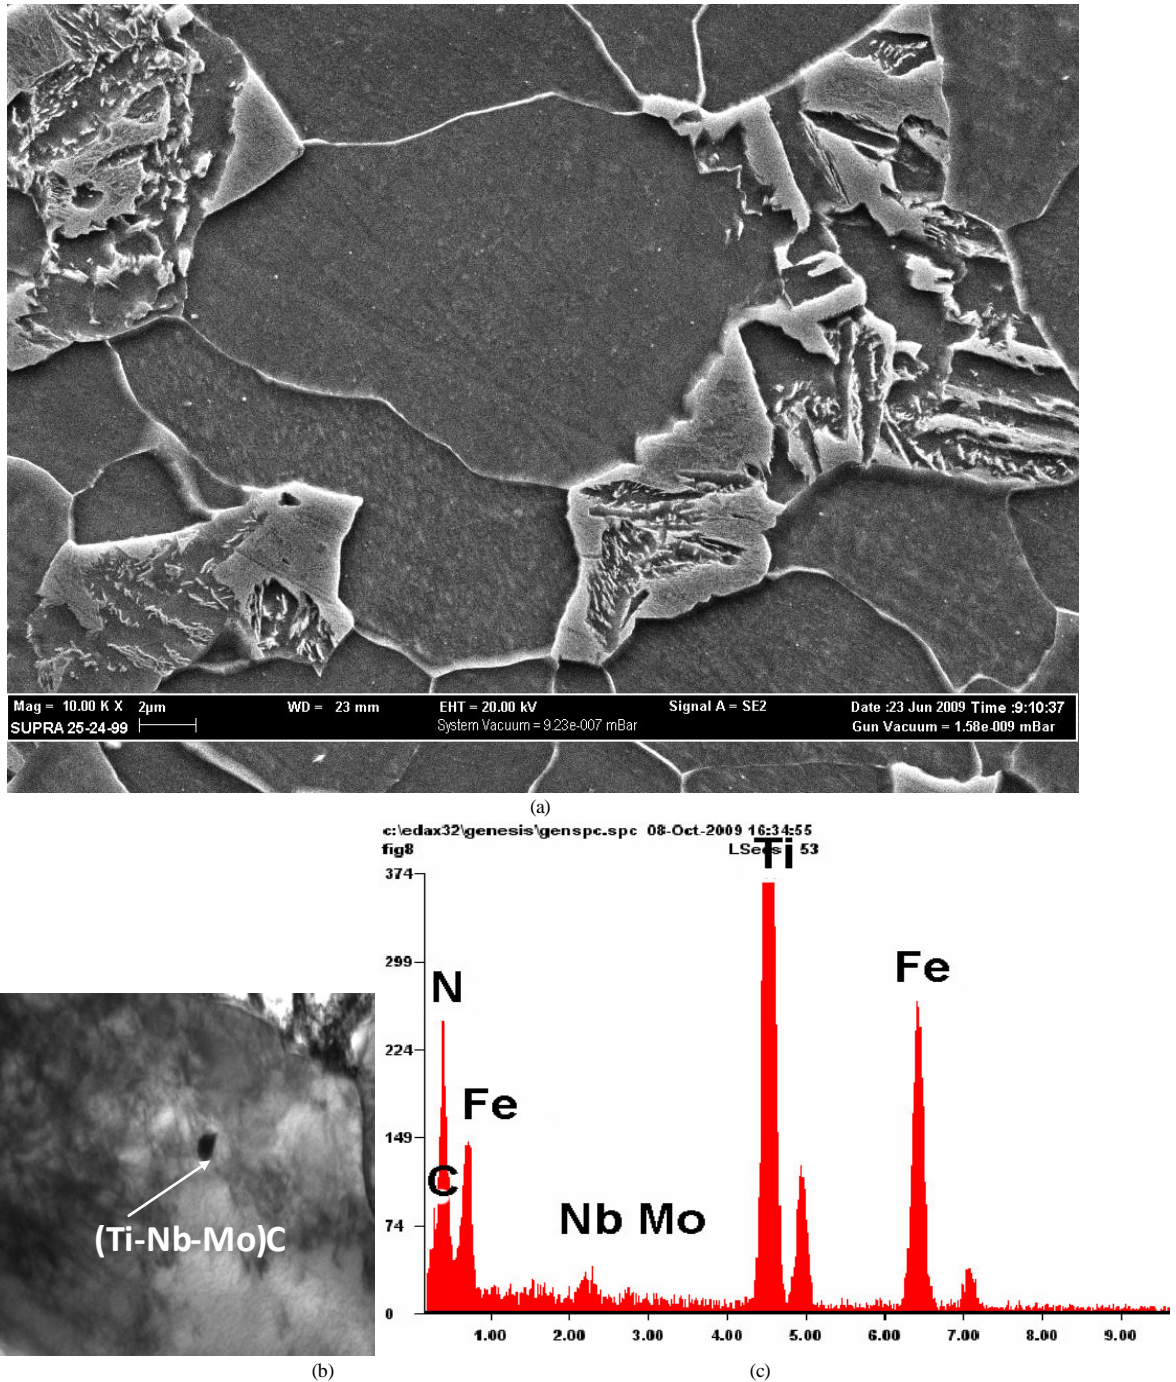 Mag = 10.00 K X 2µm WD = 23 mm EHT = 20.00 kV Signal A = SE2 Date :23 Jun 2009 Time :9:10:37
SUPRA 25-24-99 System Vacuum = 9.23e-007 mBar Gun Vacuum = 1.58e-009 mBar
(a)
c:\edax32\genesis\genspc.spc 08-Oct-2009 16:34:55
fig8 LSecs 53
Ti
374
299
Fe
N
224
Fe
149
C
74
Nb Mo
0
1.00 2.00 3.00 4.00 5.00 6.00 7.00 8.00 9.00
(Ti-Nb-Mo)C
(b) (c)